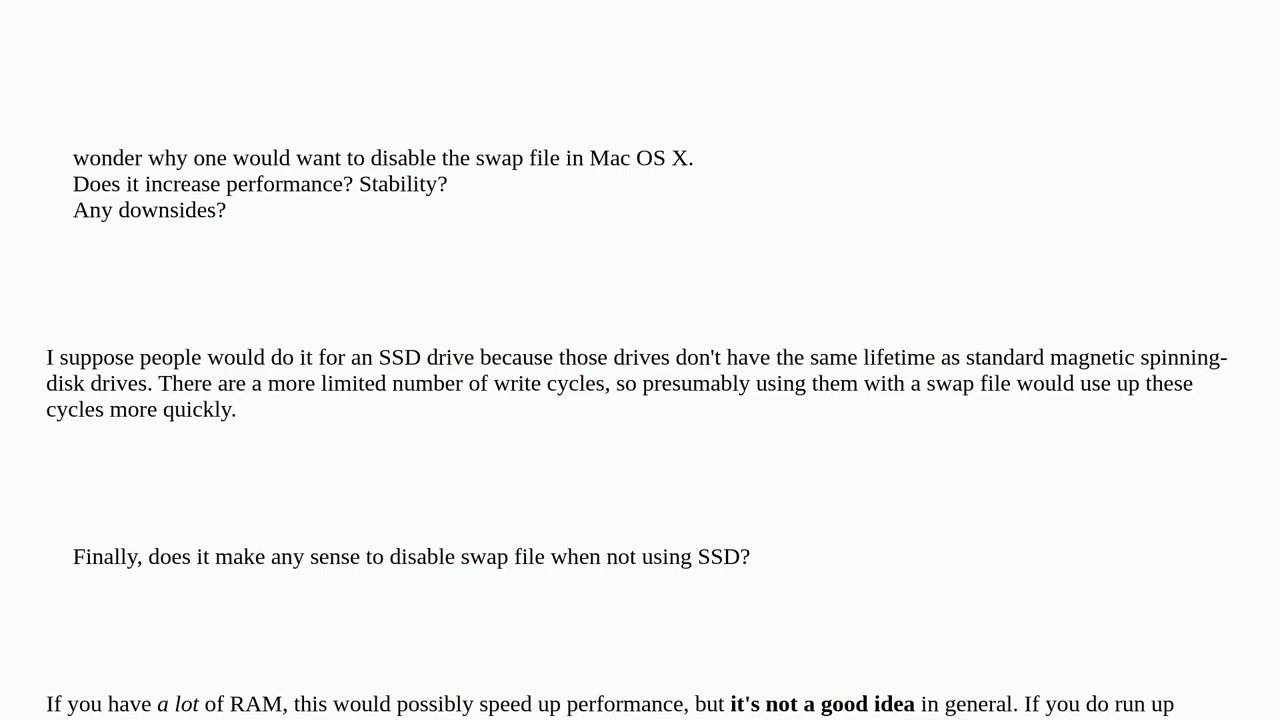 wonder why one would want to disable the swap file in Mac OS X.
Does it increase performance? Stability?
Any downsides?
I suppose people would do it for an SSD drive because those drives don't have the same lifetime as standard magnetic spinning-
disk drives. There are a more limited number of write cycles, so presumably using them with a swap file would use up these
cycles more quickly.
Finally, does it make any sense to disable swap file when not using SSD?
If you have a lot of RAM, this would possibly speed up performance, but it's not a good idea in general. If you do run up